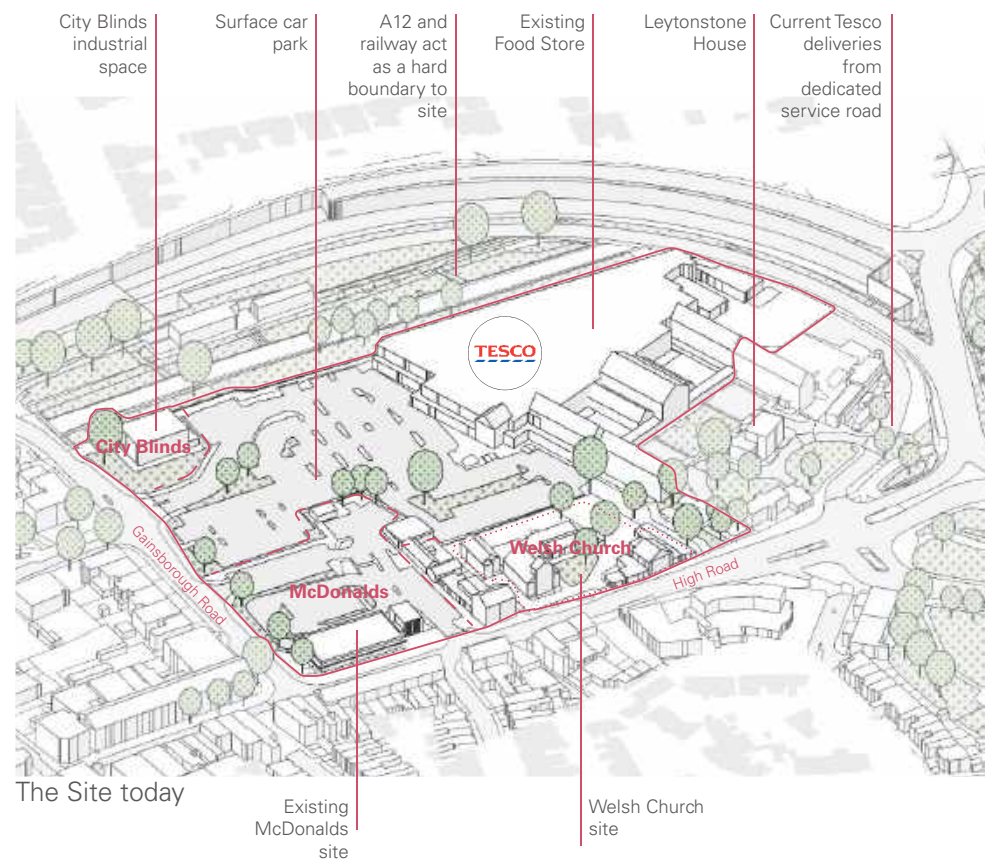 City Blinds
industrial
space
Surface car
park
A12 and
railway act
as a hard
boundary to
site
Existing
Food Store
Leytonstone
House
Current Tesco
deliveries
from
dedicated
service road
TESCO
City Blinds
Welsh Church
McDonalds
Gainsborough Road
High Road
The Site today
Existing
McDonalds
site
Welsh Church
site